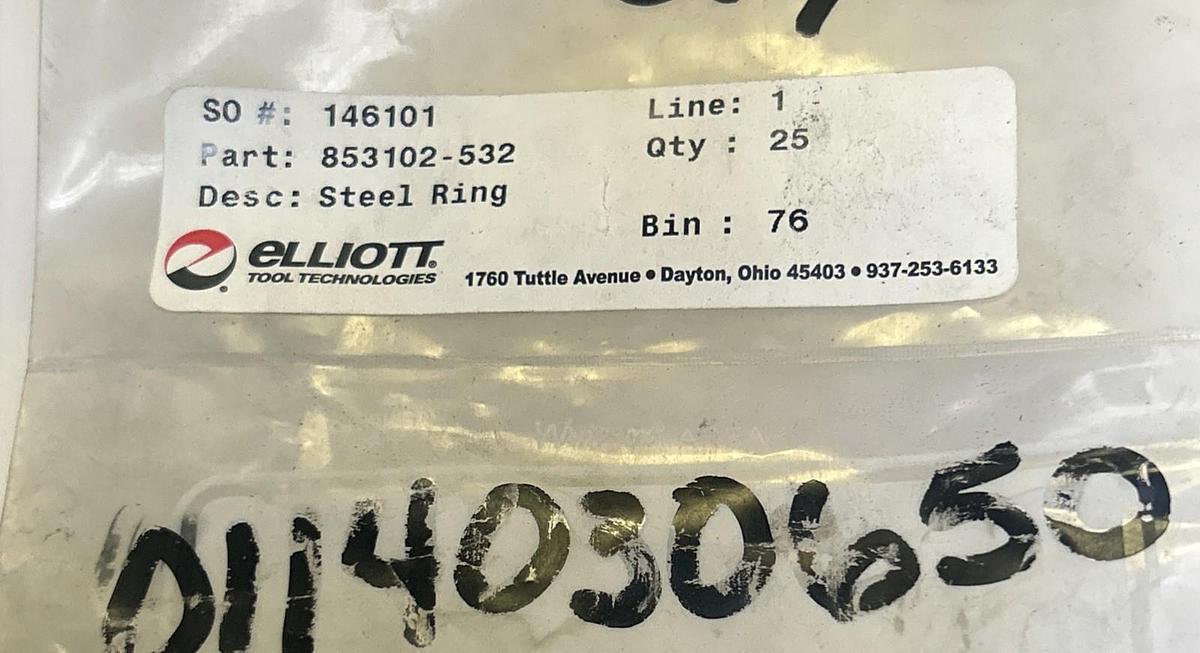 SO #: 146101 Line: 1
Part: 853102-532 Qty : 25
Desc: Steel Ring
Bin : 76
eLLIOTT®
TOOL TECHNOLOGIES
1760 Tuttle Avenue • Dayton, Ohio 45403 • 937-253-6133
0114030650